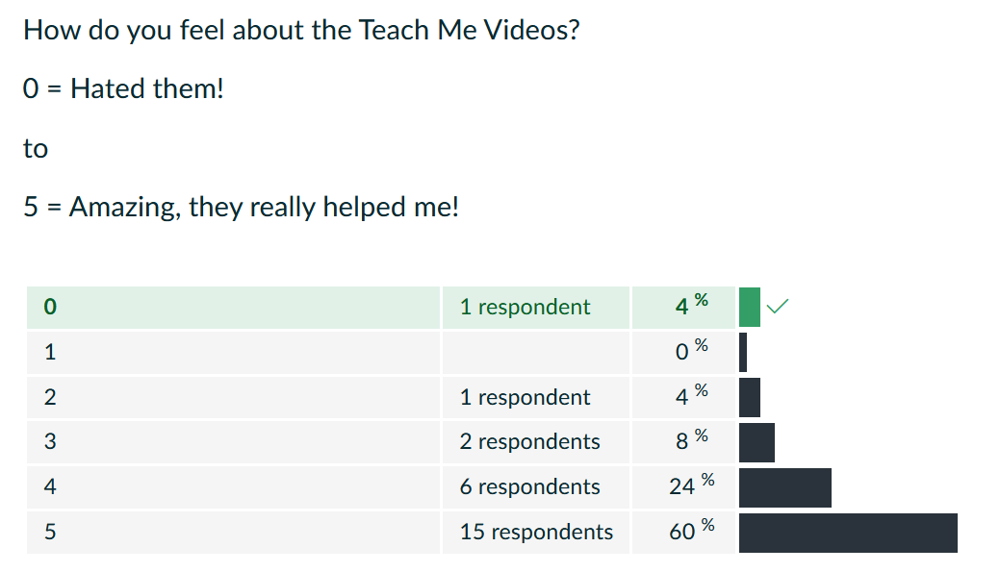 How do you feel about the Teach Me Videos?
0 = Hated them!
to
5 = Amazing, they really helped me!
0 1 respondent 4 %
1 0 %
2 1 respondent 4 %
3 2 respondents 8 %
4 6 respondents 24 %
5 15 respondents 60 %